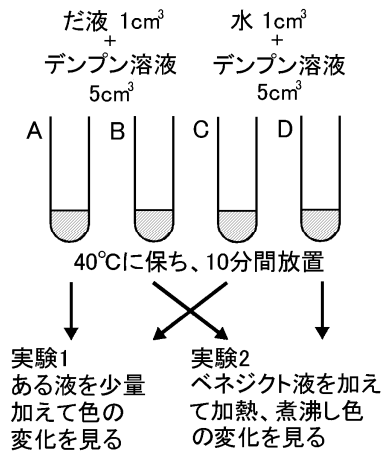 だ液 1cm³
+
デンプン溶液
5cm³
水 1cm³
+
デンプン溶液
5cm³
A
B
C
D
40℃に保ち、10分間放置
実験1
ある液を少量
加えて色の
変化を見る
実験2
ベネジクト液を加え
て加熱、煮沸し色
の変化を見る